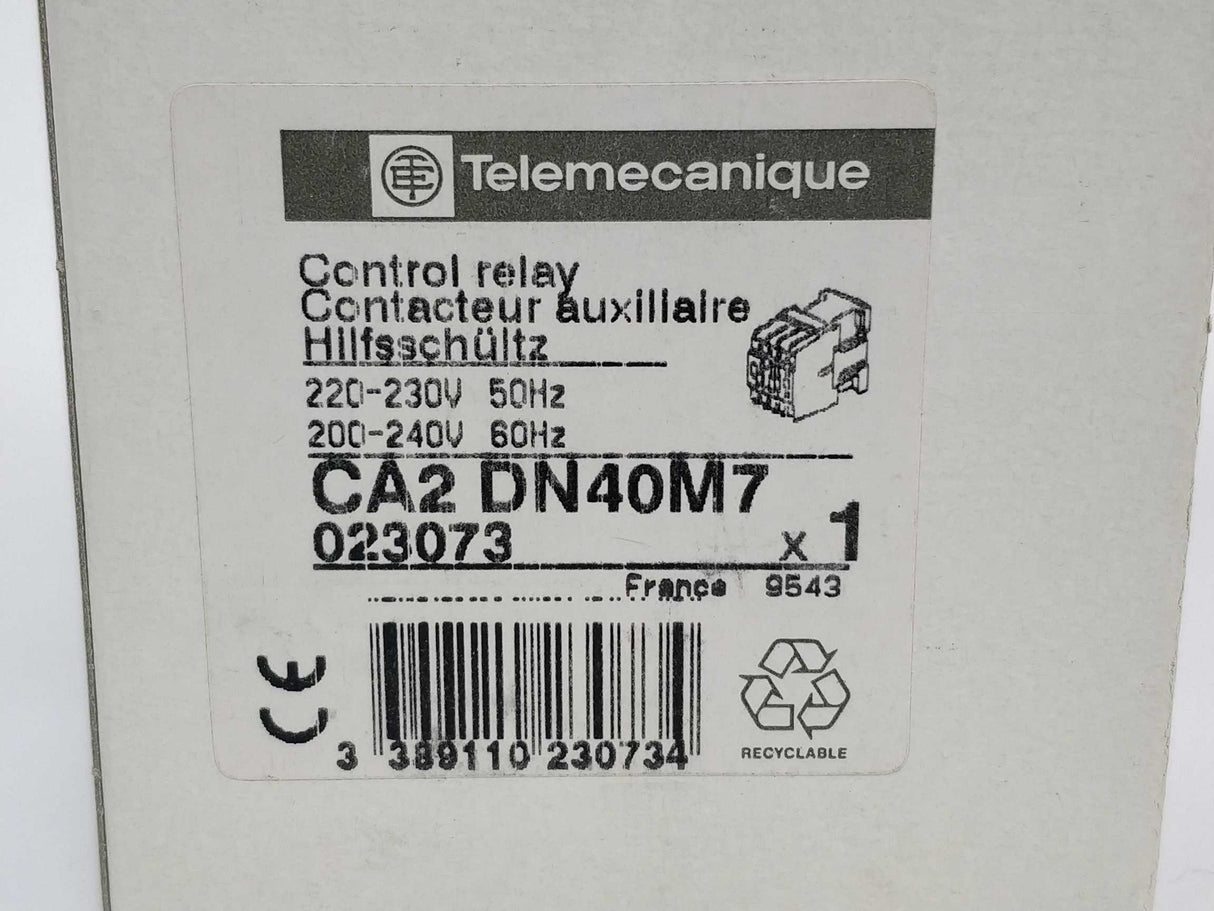 Telemecanique
Control relay
Contacteur auxiliaire
Hilfsschültz
220-230V 50Hz
200-240V 60Hz
CA2 DN40M7
023073 x 1
France 9543
CE
3 389110 230734
RECYCLABLE